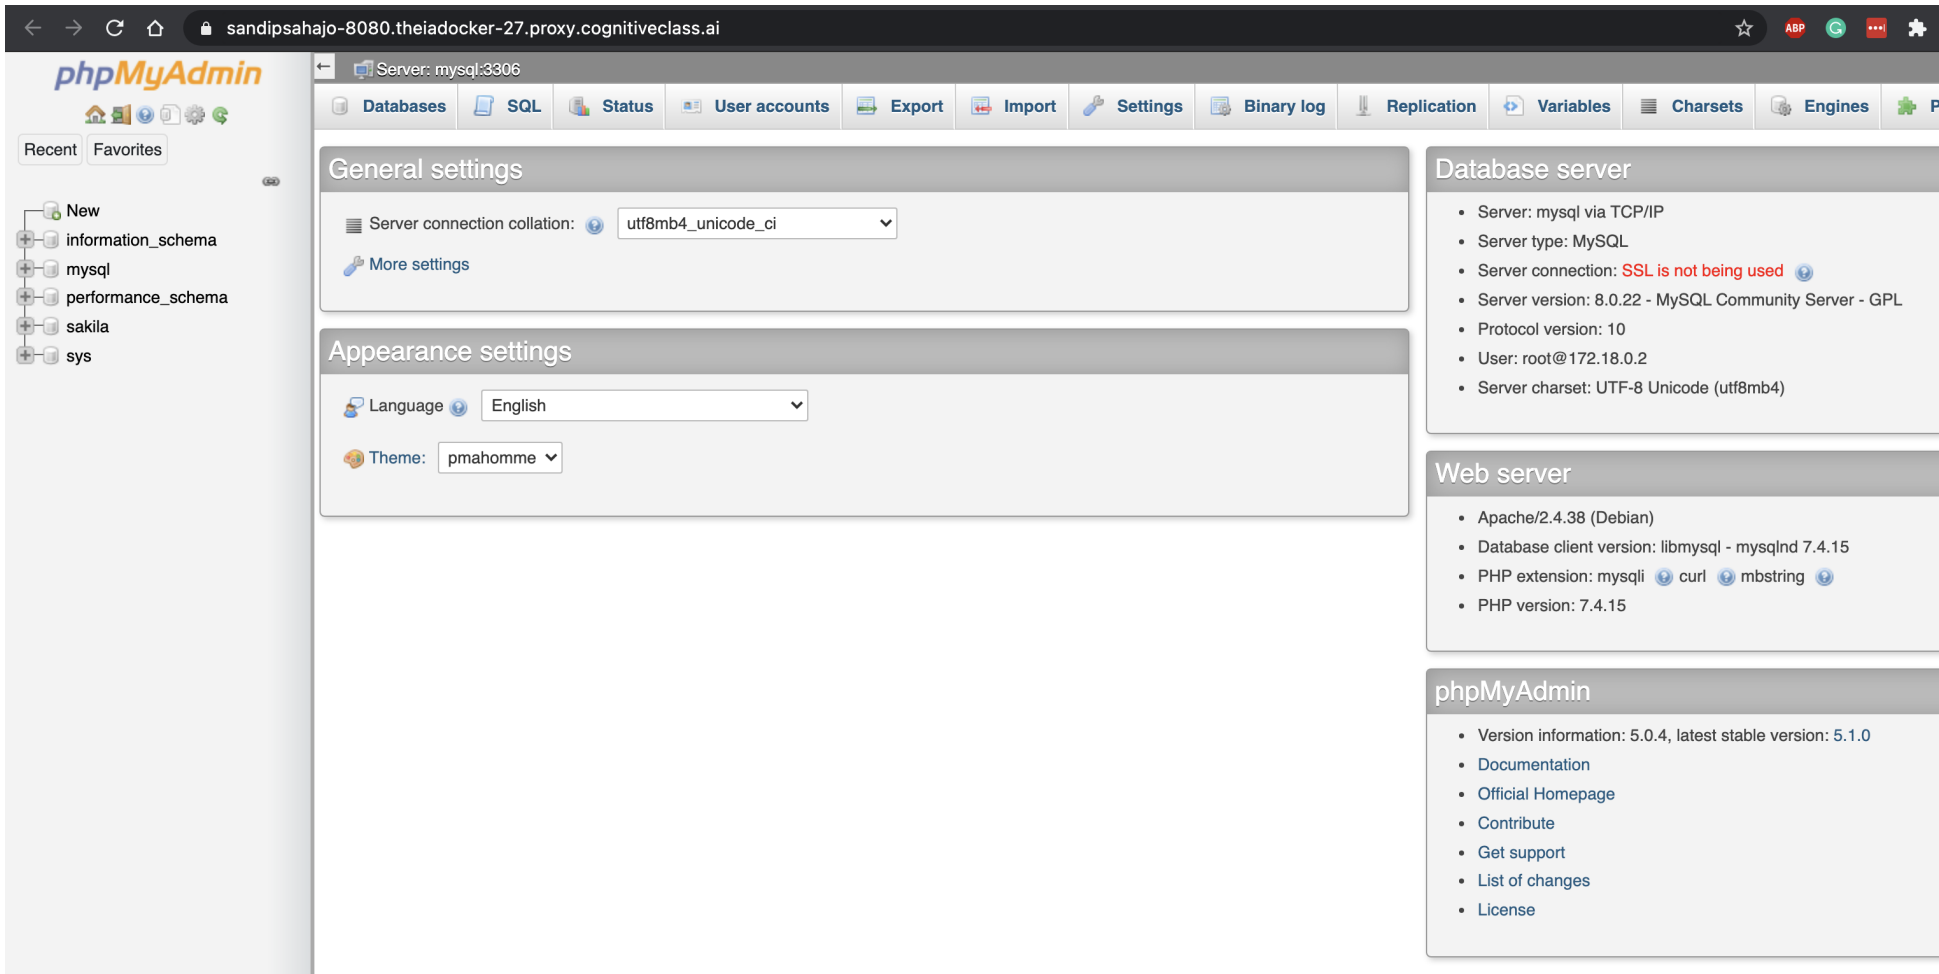 sandipsahajo-8080.theiadocker-27.proxy.cognitiveclass.ai
ABP
phpMyAdmin
Recent Favorites
New
information_schema
mysql
performance_schema
sakila
sys
Server: mysql:3306
Databases SQL Status User accounts Export Import Settings Binary log Replication Variables Charsets Engines P
General settings
Server connection collation: utf8mb4_unicode_ci
More settings
Appearance settings
Language English
Theme: pmahomme
Database server
Server: mysql via TCP/IP
Server type: MySQL
Server connection: SSL is not being used
Server version: 8.0.22 - MySQL Community Server - GPL
Protocol version: 10
User: root@172.18.0.2
Server charset: UTF-8 Unicode (utf8mb4)
Web server
Apache/2.4.38 (Debian)
Database client version: libmysql - mysqlnd 7.4.15
PHP extension: mysqli curl mbstring
PHP version: 7.4.15
phpMyAdmin
Version information: 5.0.4, latest stable version: 5.1.0
Documentation
Official Homepage
Contribute
Get support
List of changes
License